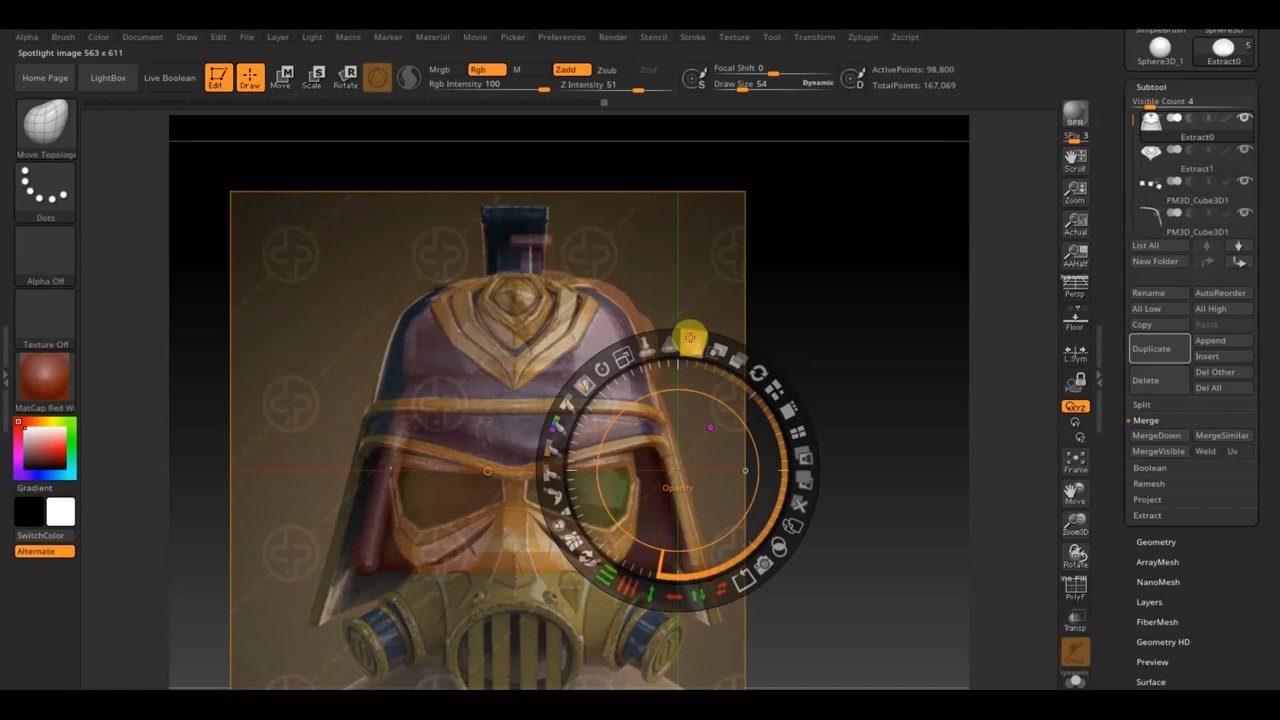 Alpha Brush Color Document Draw Edit File Layer Light Macro Marker Material Movie Picker Preferences Render Stencil Stroke Texture Tool Transform Zplugin Zscript
Spotlight image 563 x 611
Home Page
LightBox
Live Boolean
Edit
Draw
Move
Scale
Rotate
Mrgb
Rgb
M
Rgb Intensity 100
Zadd
Zsub
Zcut
Z Intensity 51
S
Focal Shift 0
Draw Size 54
Dynamic
D
ActivePoints: 98,800
TotalPoints: 167,069
Move Topologi
Dots
Alpha Off
Texture Off
MatCap Red Wa
Gradient
SwitchColor
Alternate
Opacity
BPR
SPix 3
Scroll
Zoom
Actual
AAHalf
Dynamic
Persp
Floor
L.Sym
XYZ
Frame
Move
Zoom3D
Rotate
PolyF
Transp
Sphere3D_1
5
Extract0
Subtool
Visible Count 4
Extract0
Extract1
PM3D_Cube3D1
PM3D_Cube3D1
List All
New Folder
Rename AutoReorder
All Low All High
Copy Paste
Duplicate Append
Insert
Delete Del Other
Del All
Split
Merge
MergeDown MergeSimilar
MergeVisible Weld Uv
Boolean
Remesh
Project
Extract
Geometry
ArrayMesh
NanoMesh
Layers
FiberMesh
Geometry HD
Preview
Surface